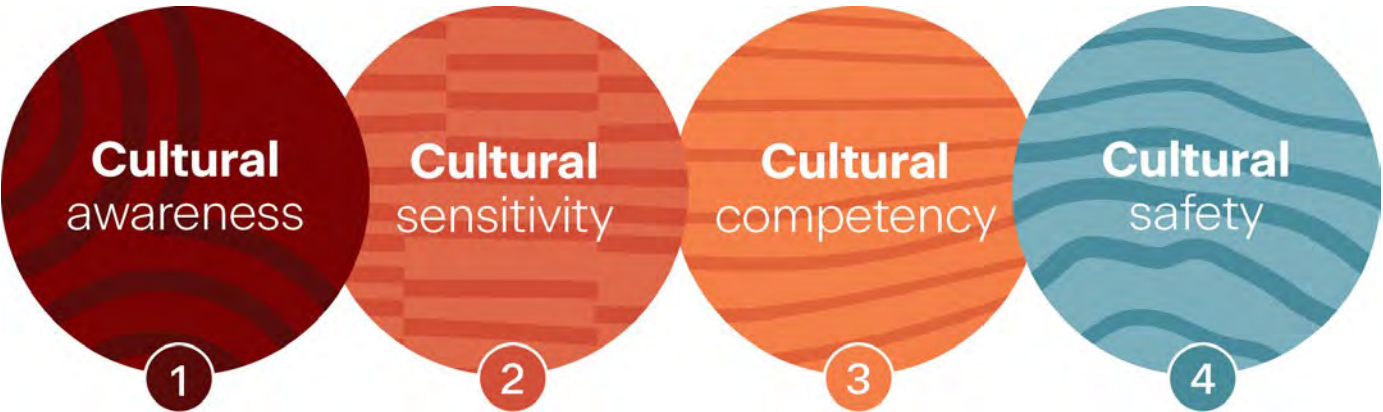 Cultural
awareness
1
Cultural
sensitivity
2
Cultural
competency
3
Cultural
safety
4